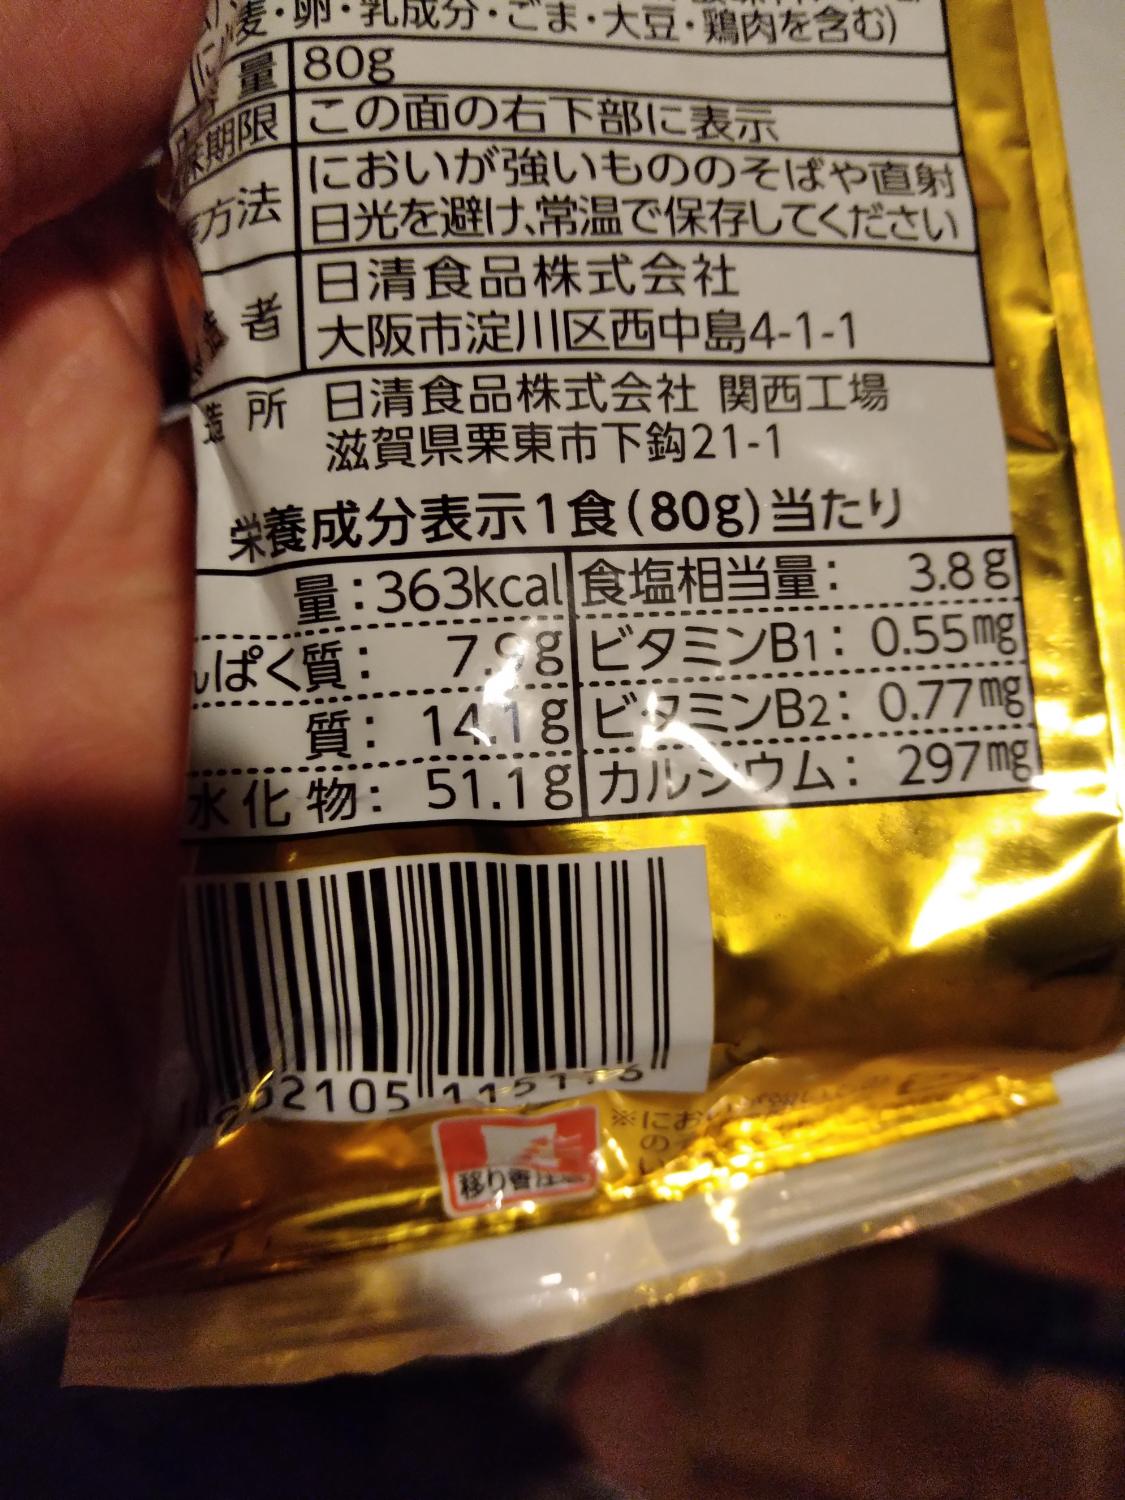 麦・卵・乳成分・ごま・大豆・鶏肉を含む)
量 80g
期限 この面の右下部に表示
方法 においが強いもののそばや直射
日光を避け、常温で保存してください
者 日清食品株式会社
大阪市淀川区西中島4-1-1
造所 日清食品株式会社 関西工場
滋賀県栗東市下鈎21-1
栄養成分表示1食(80g)当たり
量:363kcal 食塩相当量: 3.8g
んぱく質: 7.9g ビタミンB1: 0.55mg
質: 14.1g ビタミンB2: 0.77mg
水化物: 51.1g カルシウム: 297mg
移り香注意
※にお